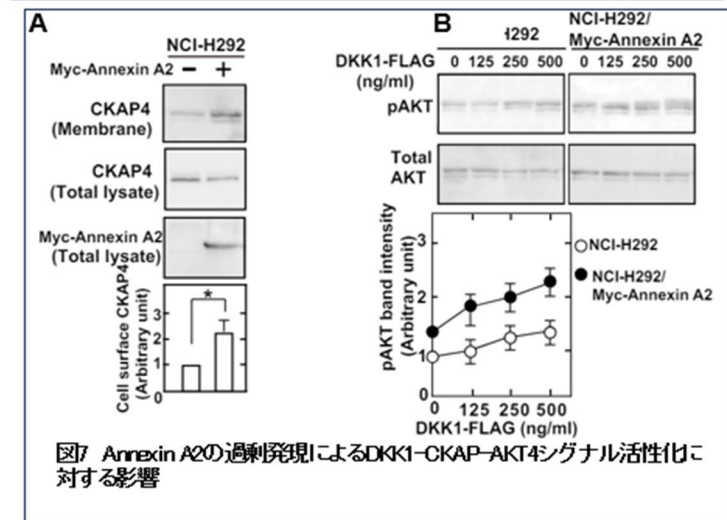 A
NCI-H292
Myc-Annexin A2 − +
CKAP4
(Membrane)
CKAP4
(Total lysate)
Myc-Annexin A2
(Total lysate)
Cell surface CKAP4
(Arbitrary unit)
3
2
1
0
*
B
H292
NCI-H292/
Myc-Annexin A2
DKK1-FLAG
(ng/ml)
0 125 250 500
0 125 250 500
pAKT
Total
AKT
pAKT band intensity
(Arbitrary unit)
3
2
1
0
0 125 250 500
DKK1-FLAG (ng/ml)
NCI-H292
NCI-H292/
Myc-Annexin A2
図7 Annexin A2の過剰発現によるDKK1-CKAP-AKT4シグナル活性化に
対する影響